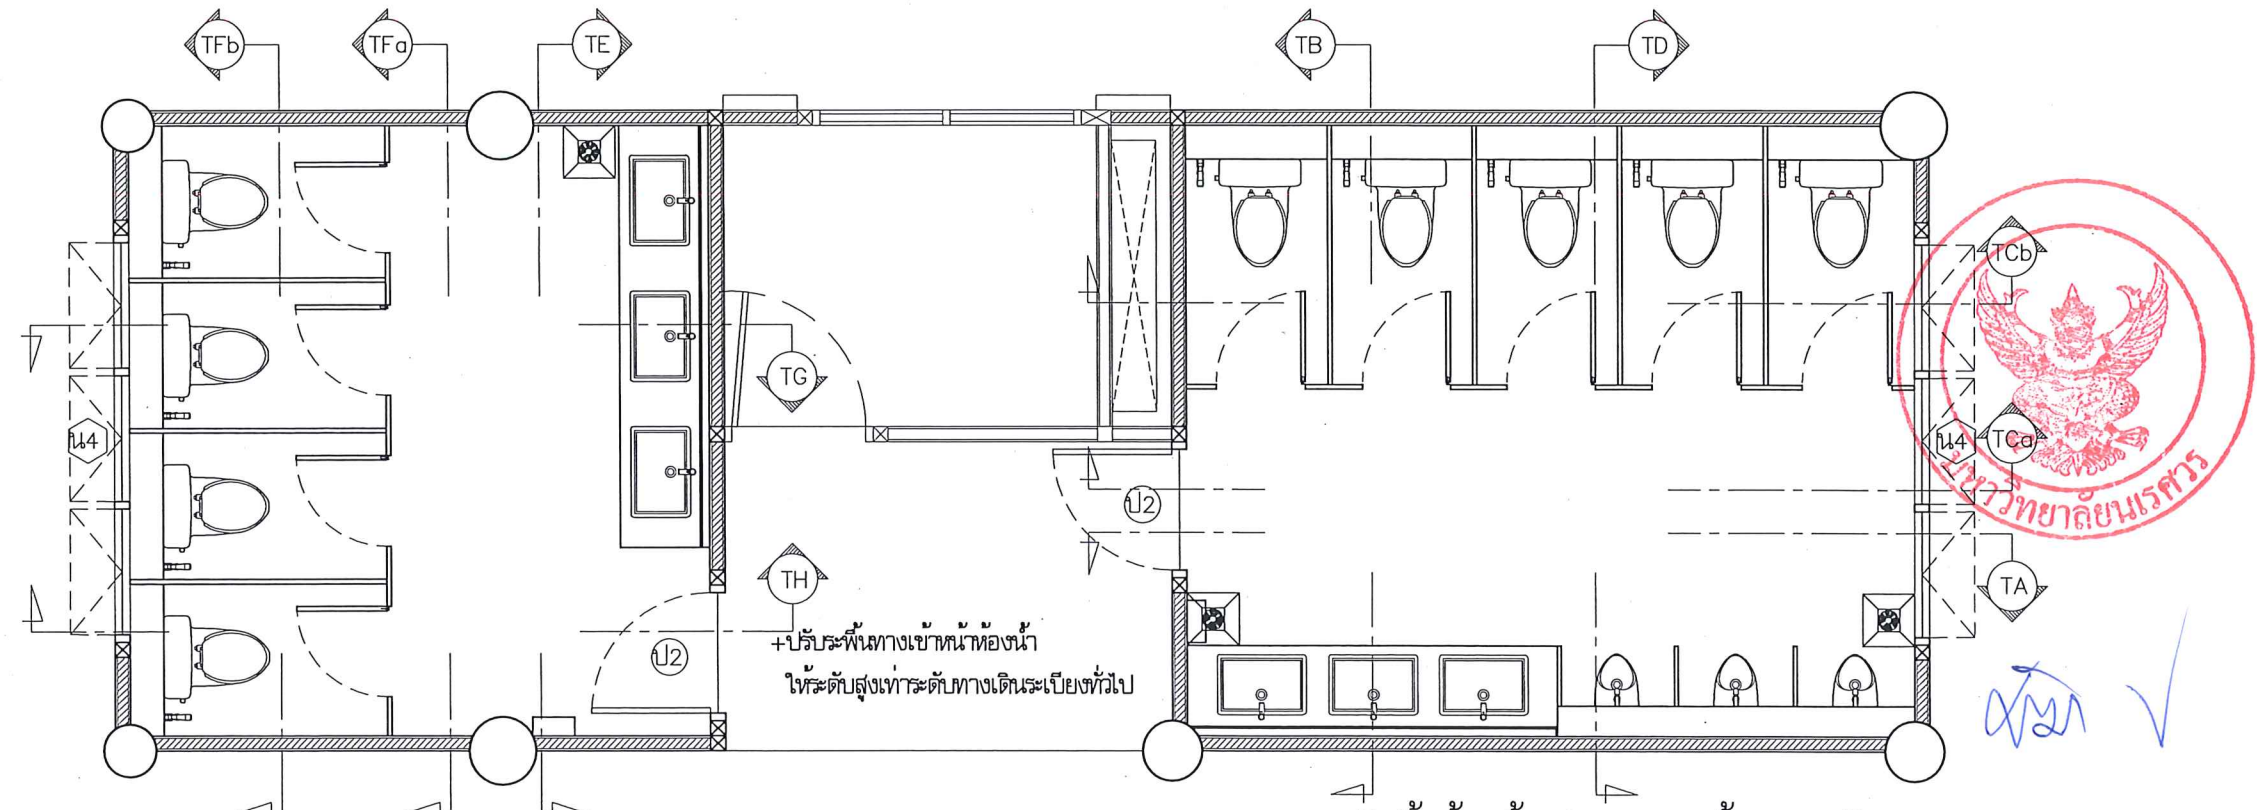 TFb
TFa
TE
TB
TD
TCb
TG
น4
น4
TCa
ป2
TH
TA
ป2
+ปรับระพื้นทางเข้าหน้าห้องน้ำ
ให้ระดับสูงเท่าระดับทางเดินระเบียงทั่วไป
มหาวิทยาลัยนเรศวร